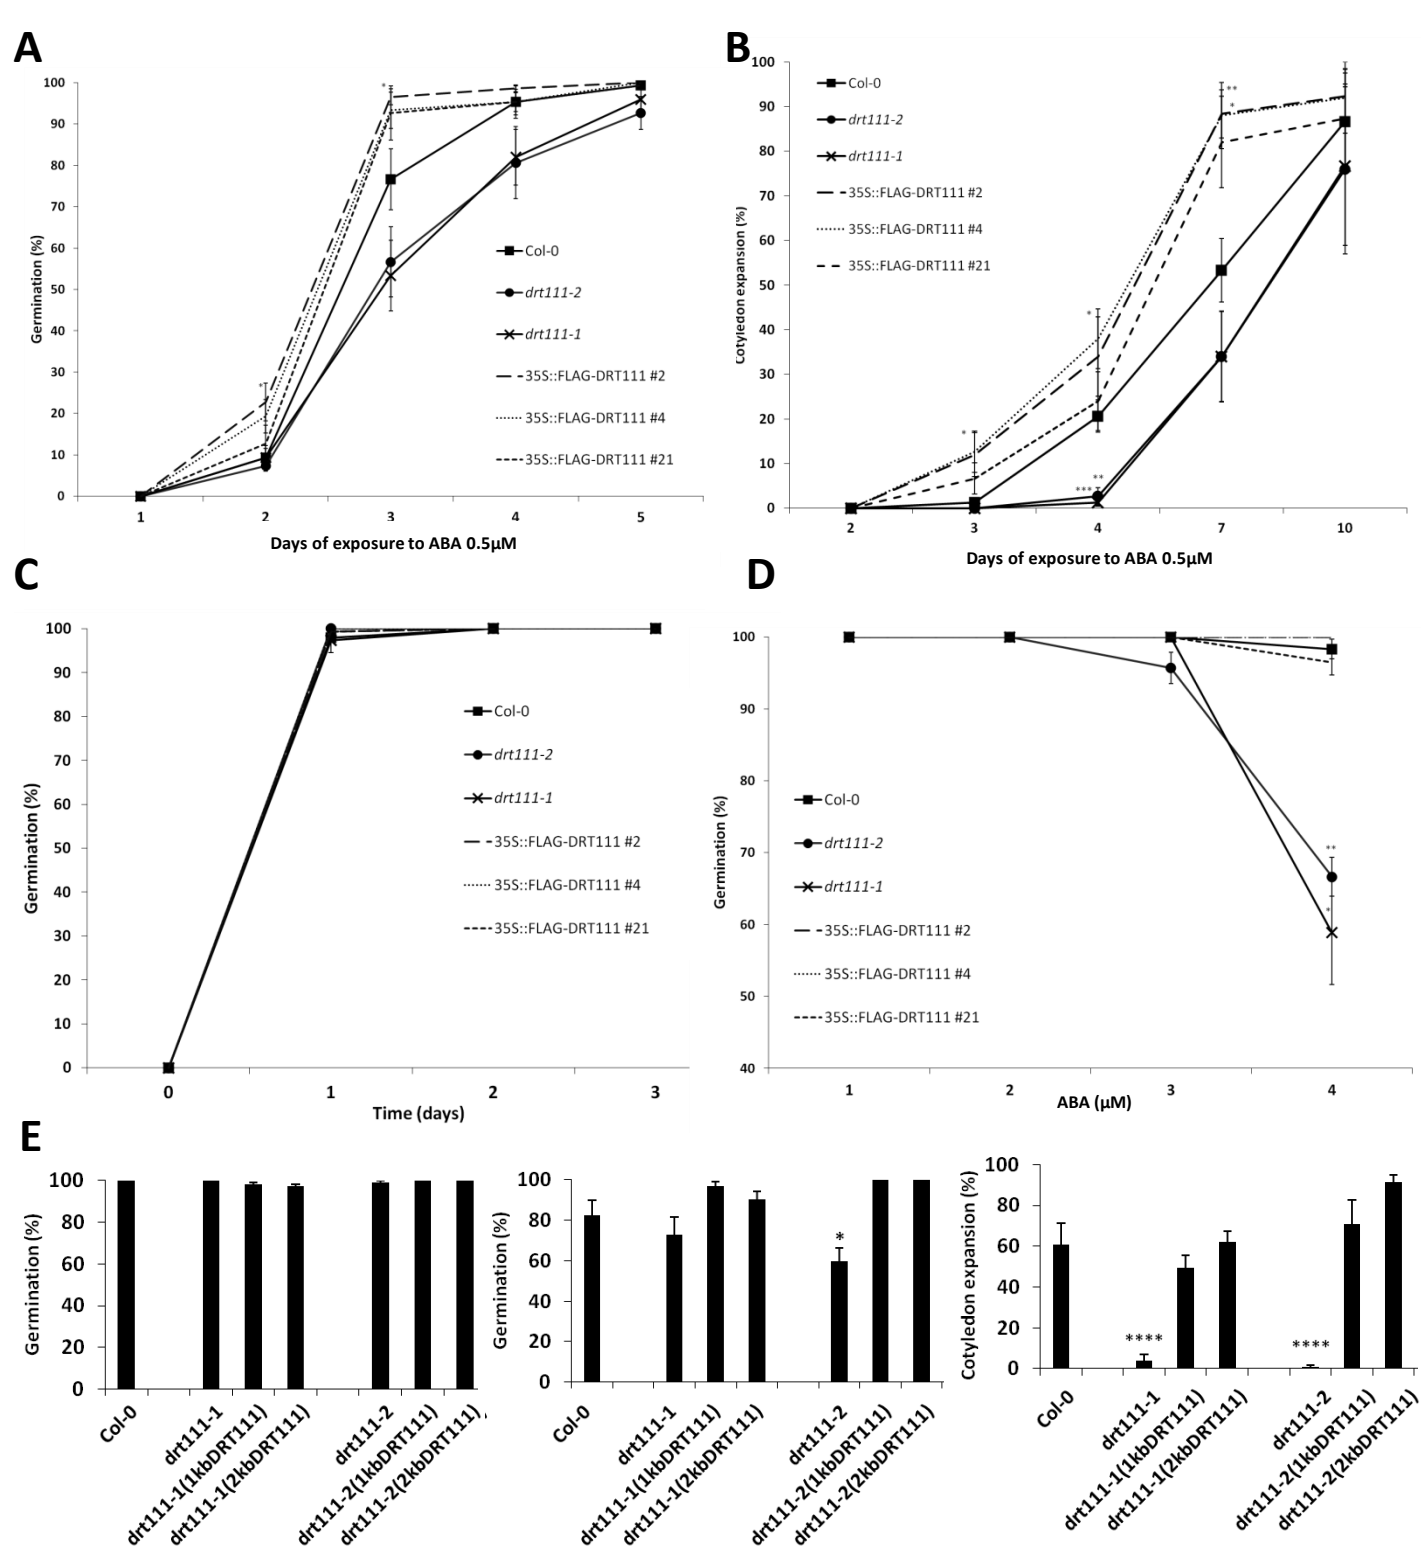 A
100
90
80
70
60
50
40
30
20
10
0
Germination (%)
*
*
Col-0
drt111-2
drt111-1
35S::FLAG-DRT111 #2
35S::FLAG-DRT111 #4
35S::FLAG-DRT111 #21
1 2 3 4 5
Days of exposure to ABA 0.5µM
B
100
90
80
70
60
50
40
30
20
10
0
Cotyledon expansion (%)
Col-0
drt111-2
drt111-1
35S::FLAG-DRT111 #2
35S::FLAG-DRT111 #4
35S::FLAG-DRT111 #21
**
*
*
*
**
***
2 3 4 7 10
Days of exposure to ABA 0.5µM
C
100
90
80
70
60
50
40
30
20
10
0
Germination (%)
Col-0
drt111-2
drt111-1
35S::FLAG-DRT111 #2
35S::FLAG-DRT111 #4
35S::FLAG-DRT111 #21
0 1 2 3
Time (days)
D
100
90
80
70
60
50
40
Germination (%)
Col-0
drt111-2
drt111-1
35S::FLAG-DRT111 #2
35S::FLAG-DRT111 #4
35S::FLAG-DRT111 #21
**
*
1 2 3 4
ABA (µM)
E
100
80
60
40
20
0
Germination (%)
Col-0
drt111-1
drt111-1(1kbDRT111)
drt111-1(2kbDRT111)
drt111-2
drt111-2(1kbDRT111)
drt111-2(2kbDRT111)
100
80
60
40
20
0
Germination (%)
*
Col-0
drt111-1
drt111-1(1kbDRT111)
drt111-1(2kbDRT111)
drt111-2
drt111-2(1kbDRT111)
drt111-2(2kbDRT111)
100
80
60
40
20
0
Cotyledon expansion (%)
****
****
Col-0
drt111-1
drt111-1(1kbDRT111)
drt111-1(2kbDRT111)
drt111-2
drt111-2(1kbDRT111)
drt111-2(2kbDRT111)